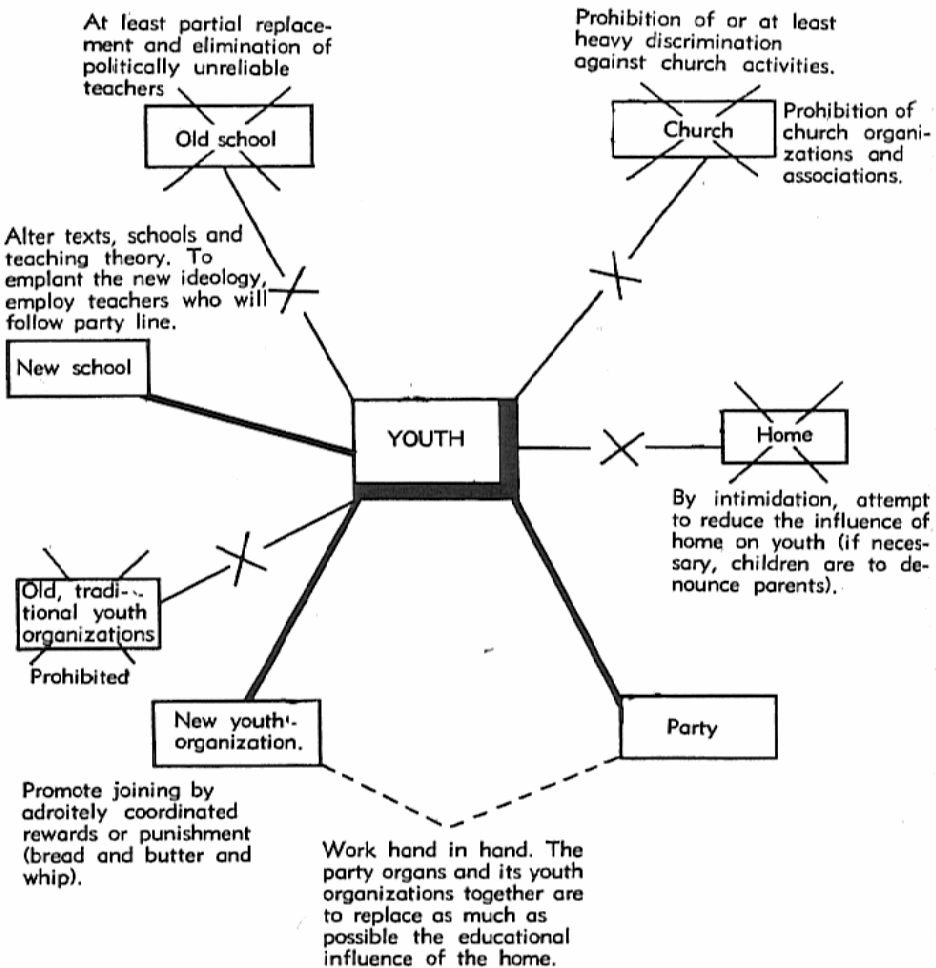 At least partial replace-
ment and elimination of
politically unreliable
teachers
Old school
Prohibition of or at least
heavy discrimination
against church activities.
Church
Prohibition of
church organi-
zations and
associations.
Alter texts, schools and
teaching theory. To
emplant the new ideology,
employ teachers who will
follow party line.
New school
YOUTH
Home
By intimidation, attempt
to reduce the influence of
home on youth (if neces-
sary, children are to de-
nounce parents).
Old, tradi-
tional youth
organizations
Prohibited
New youth-
organization.
Party
Promote joining by
adroitely coordinated
rewards or punishment
(bread and butter and
whip).
Work hand in hand. The
party organs and its youth
organizations together are
to replace as much as
possible the educational
influence of the home.